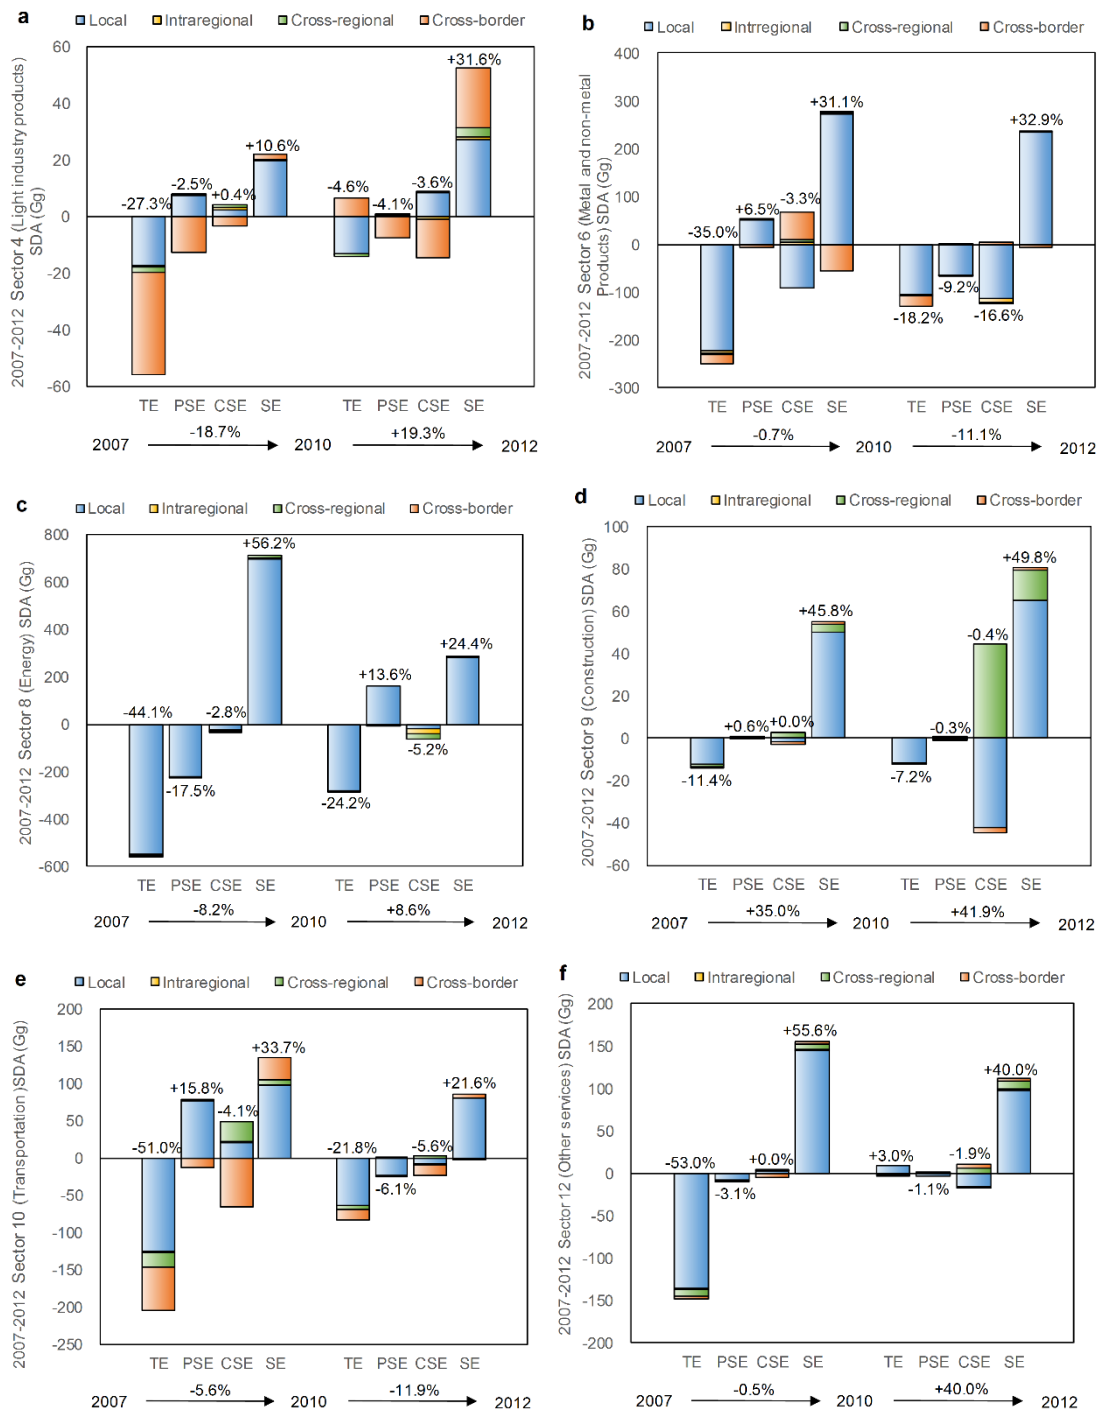 a
Local Intraregional Cross-regional Cross-border
2007-2012 Sector 4 (Light industry products)
SDA (Gg)
60
40
20
0
-20
-40
-60
-27.3% -2.5% +0.4% +10.6% -4.6% -4.1% -3.6% +31.6%
TE PSE CSE SE TE PSE CSE SE
2007 -18.7% 2010 +19.3% 2012
b
Local Intrregional Cross-regional Cross-border
2007-2012 Sector 6 (Metal and non-metal
Products) SDA (Gg)
400
300
200
100
0
-100
-200
-300
-35.0% +6.5% -3.3% +31.1% -18.2% -9.2% -16.6% +32.9%
TE PSE CSE SE TE PSE CSE SE
2007 -0.7% 2010 -11.1% 2012
c
Local Intraregional Cross-regional Cross-border
2007-2012 Sector 8 (Energy) SDA (Gg)
800
600
400
200
0
-200
-400
-600
-44.1% -17.5% -2.8% +56.2% -24.2% +13.6% -5.2% +24.4%
TE PSE CSE SE TE PSE CSE SE
2007 -8.2% 2010 +8.6% 2012
d
Local Intraregional Cross-regional Cross-border
2007-2012 Sector 9 (Construction) SDA (Gg)
100
80
60
40
20
0
-20
-40
-60
-11.4% +0.6% +0.0% +45.8% -7.2% -0.3% -0.4% +49.8%
TE PSE CSE SE TE PSE CSE SE
2007 +35.0% 2010 +41.9% 2012
e
Local Intraregional Cross-regional Cross-border
2007-2012 Sector 10 (Transportation )SDA (Gg)
200
150
100
50
0
-50
-100
-150
-200
-250
-51.0% +15.8% -4.1% +33.7% -21.8% -6.1% -5.6% +21.6%
TE PSE CSE SE TE PSE CSE SE
2007 -5.6% 2010 -11.9% 2012
f
Local Intraregional Cross-regional Cross-border
2007-2012 Sector 12 (Other services) SDA (Gg)
200
150
100
50
0
-50
-100
-150
-200
-53.0% -3.1% +0.0% +55.6% +3.0% -1.1% -1.9% +40.0%
TE PSE CSE SE TE PSE CSE SE
2007 -0.5% 2010 +40.0% 2012